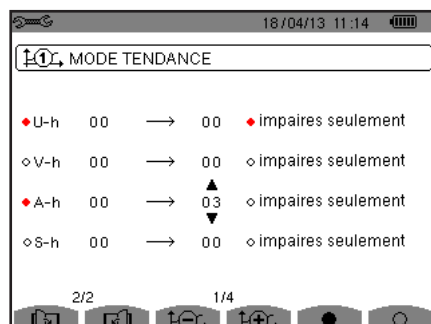 18/04/13 11:14
1 MODE TENDANCE
U-h 00 → 00 impaires seulement
V-h 00 → 00 impaires seulement
A-h 00 → 03 impaires seulement
S-h 00 → 00 impaires seulement
2/2 1/4